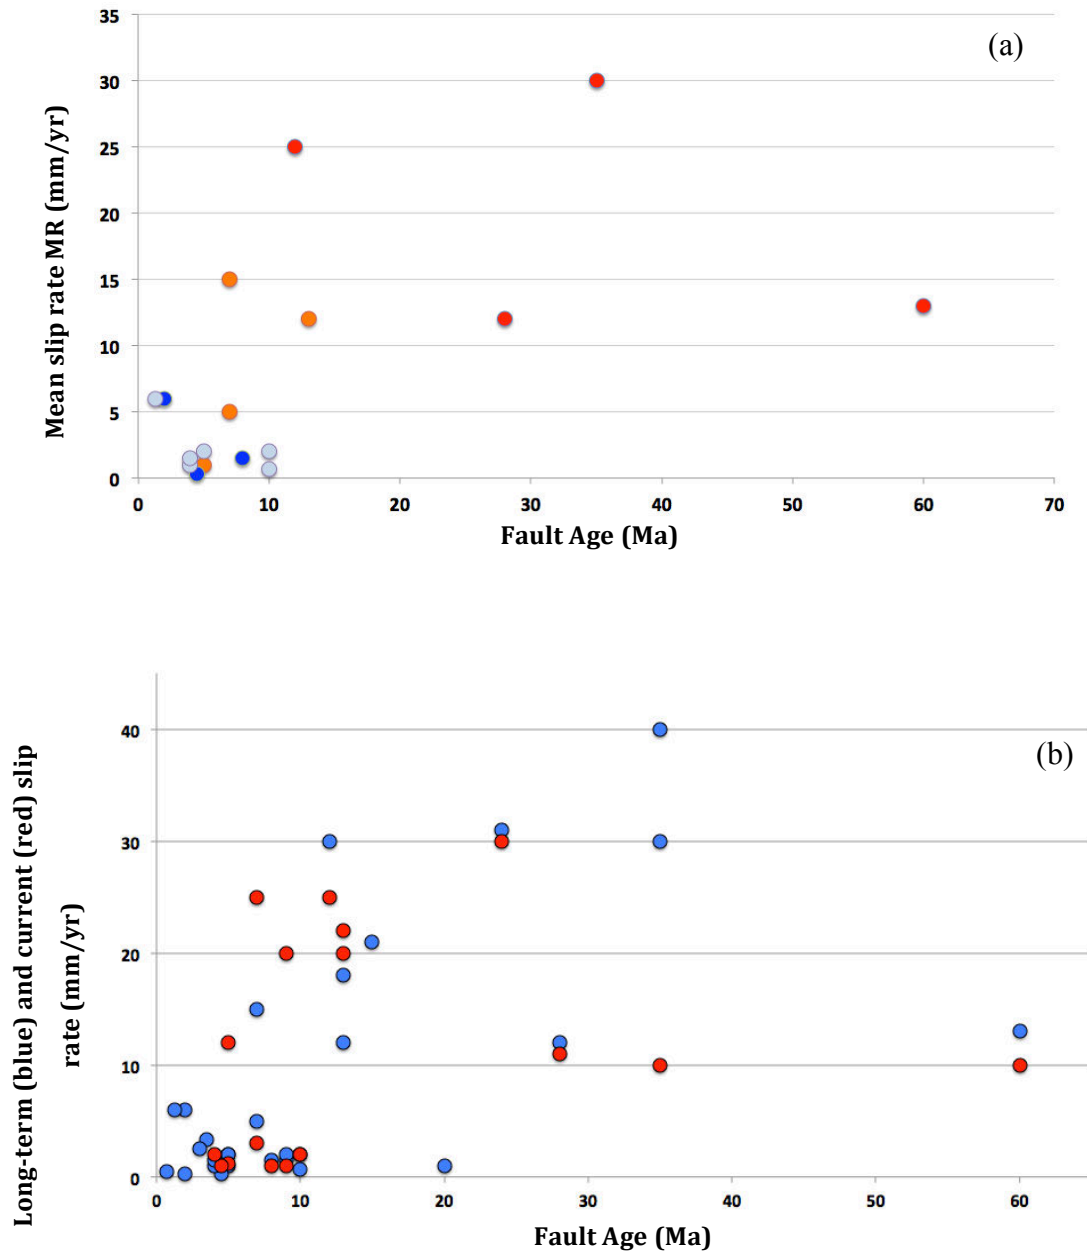 (a)
Mean slip rate MR (mm/yr)
35
30
25
20
15
10
5
0
0 10 20 30 40 50 60 70
Fault Age (Ma)
(b)
Long-term (blue) and current (red) slip
rate (mm/yr)
40
30
20
10
0
0 10 20 30 40 50 60
Fault Age (Ma)